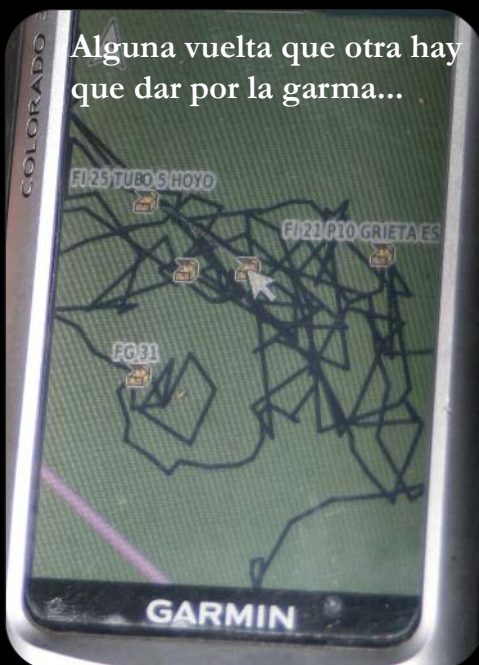 Alguna vuelta que otra hay
que dar por la garma...
COLORADO
FI 25 TUBO 5 HOYO
FI 21 P10 GRIETA ES
FG 31
GARMIN